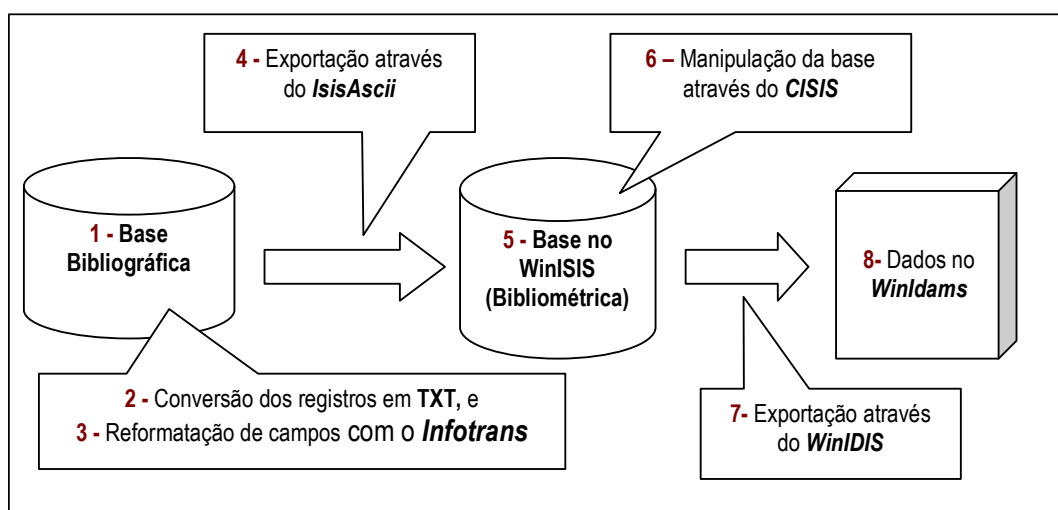 4 - Exportação através
do IsisAscii
6 – Manipulação da base
através do CISIS
1 - Base
Bibliográfica
5 - Base no
WinISIS
(Bibliométrica)
8- Dados no
WinIdams
2 - Conversão dos registros em TXT, e
3 - Reformatação de campos com o Infotrans
7- Exportação através
do WinIDIS